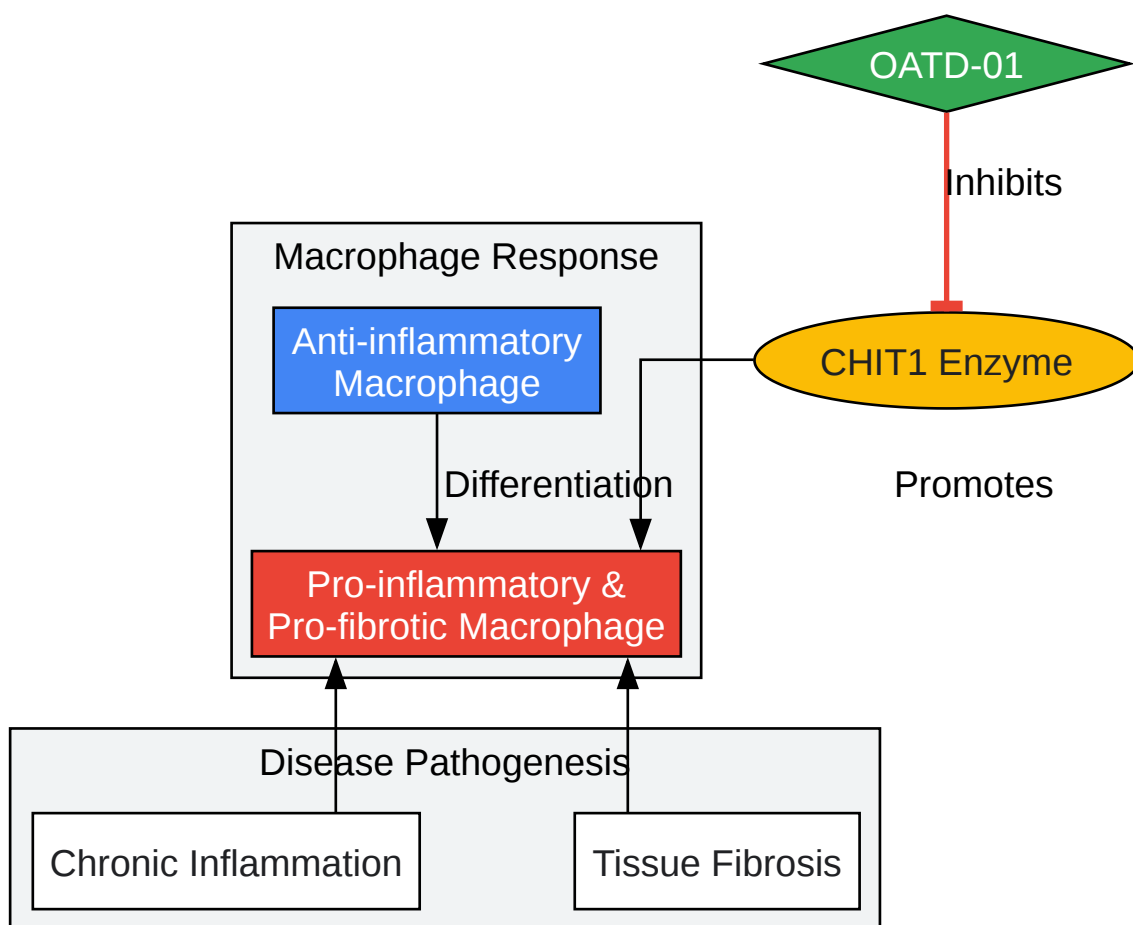 OATD-01
Inhibits
Macrophage Response
Anti-inflammatory
Macrophage
CHIT1 Enzyme
Differentiation
Promotes
Pro-inflammatory &
Pro-fibrotic Macrophage
Disease Pathogenesis
Chronic Inflammation
Tissue Fibrosis